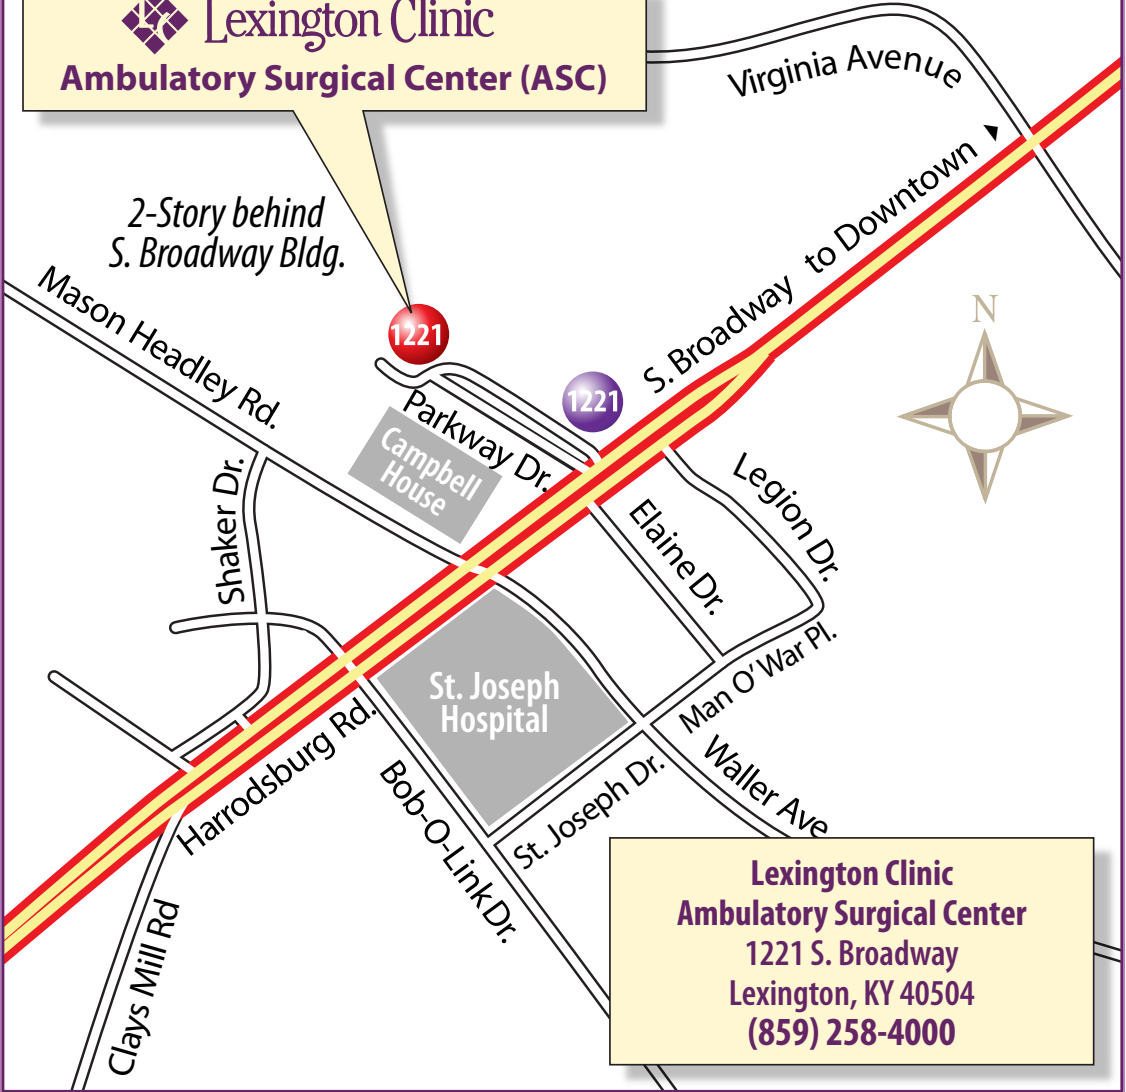 Lexington Clinic
Ambulatory Surgical Center (ASC)
Virginia Avenue
to Downtown
2-Story behind
S. Broadway Bldg.
Mason Headley Rd.
1221
N
S. Broadway
1221
Parkway Dr.
Campbell
House
Legion Dr.
Shaker Dr.
Elaine Dr.
Man O'War Pl.
St. Joseph
Hospital
Harrodsburg Rd.
Waller Ave
Bob-O-Link Dr.
St. Joseph Dr.
Clays Mill Rd
Lexington Clinic
Ambulatory Surgical Center
1221 S. Broadway
Lexington, KY 40504
(859) 258-4000